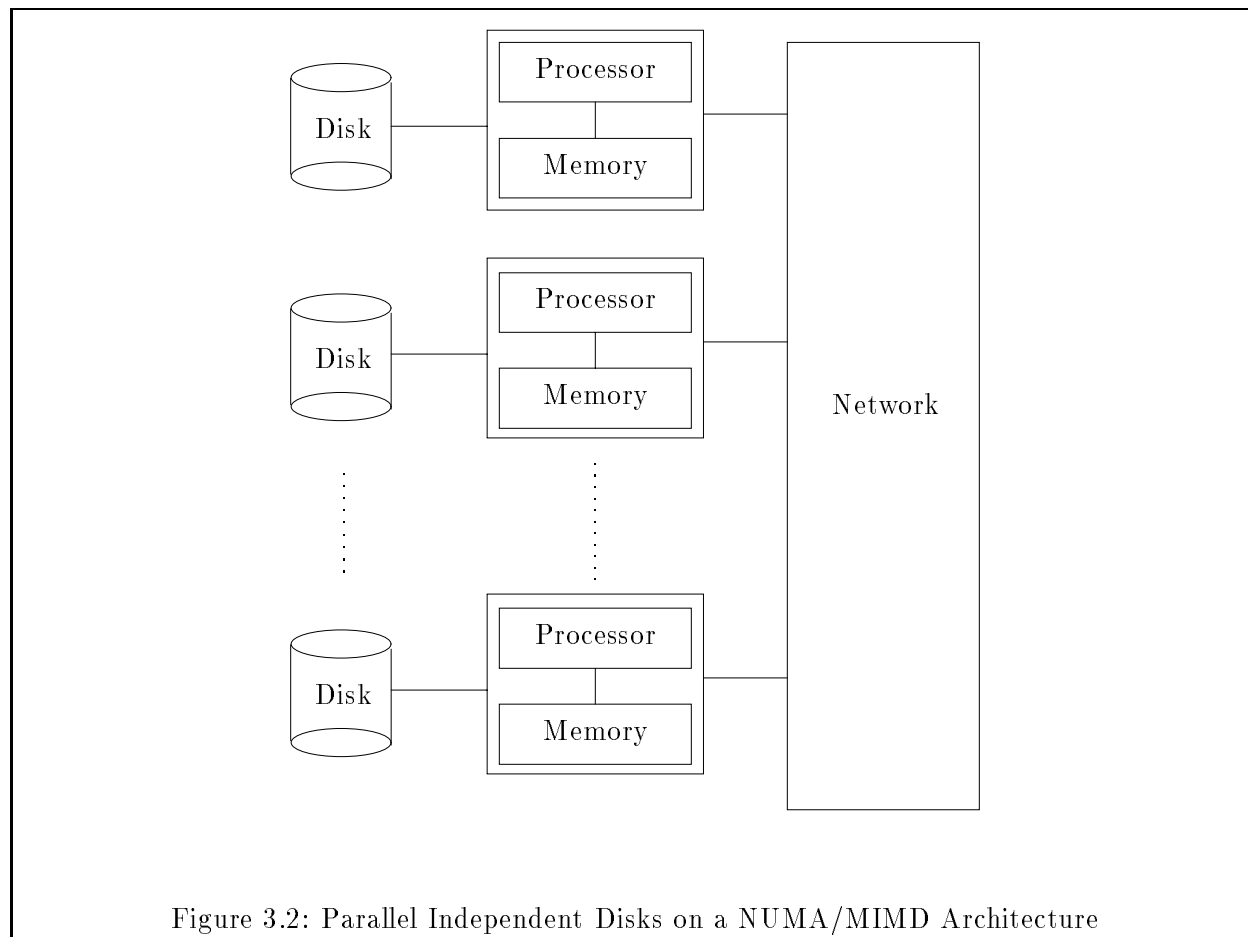 Processor
Disk
Memory
Processor
Disk
Memory
Network
Processor
Disk
Memory
Figure 3.2: Parallel Independent Disks on a NUMA/MIMD Architecture